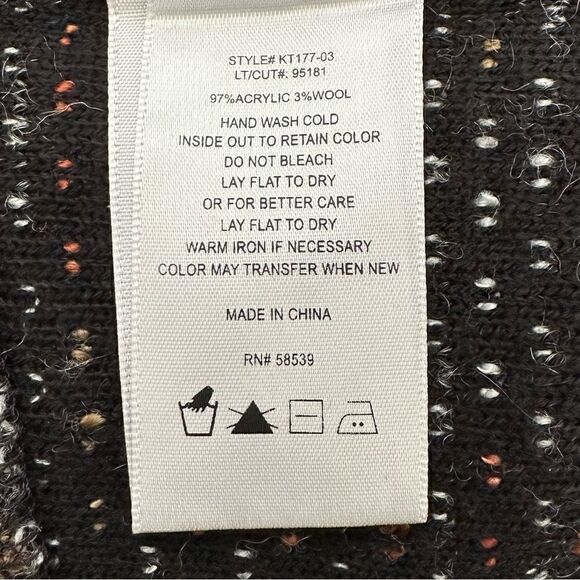 STYLE# KT177-03
LT/CUT#: 95181
97%ACRYLIC 3%WOOL
HAND WASH COLD
INSIDE OUT TO RETAIN COLOR
DO NOT BLEACH
LAY FLAT TO DRY
OR FOR BETTER CARE
LAY FLAT TO DRY
WARM IRON IF NECESSARY
COLOR MAY TRANSFER WHEN NEW
MADE IN CHINA
RN# 58539